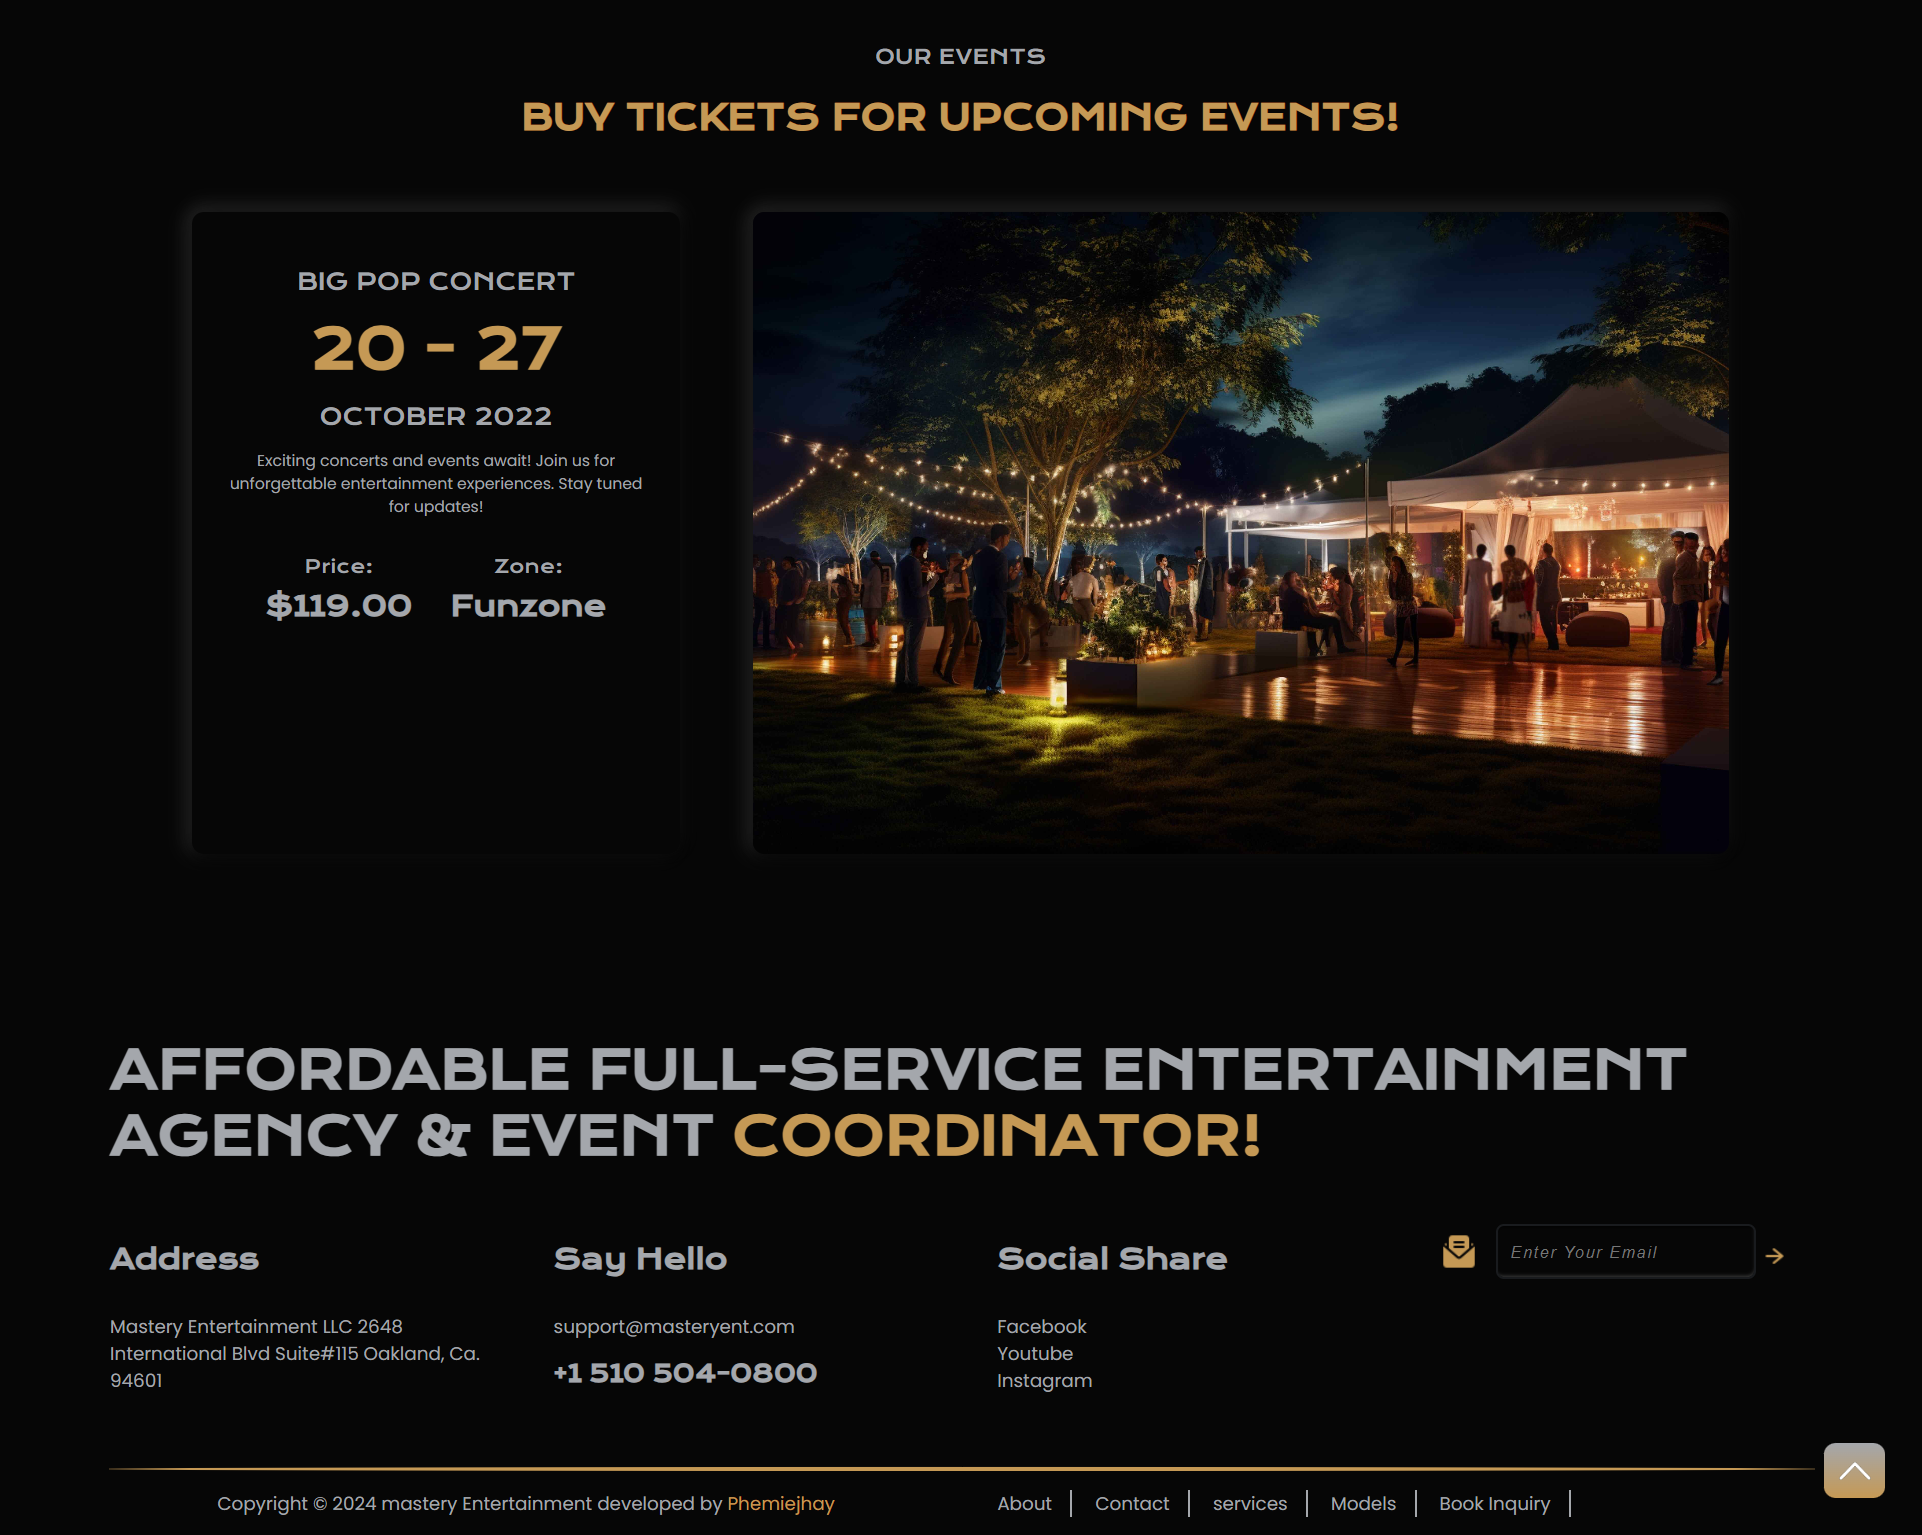 OUR EVENTS
BUY TICKETS FOR UPCOMING EVENTS!
BIG POP CONCERT
20 - 27
OCTOBER 2022
Exciting concerts and events await! Join us for
unforgettable entertainment experiences. Stay tuned
for updates!
Price:
$119.00
Zone:
Funzone
AFFORDABLE FULL-SERVICE ENTERTAINMENT
AGENCY & EVENT COORDINATOR!
Address
Mastery Entertainment LLC 2648
International Blvd Suite#115 Oakland, Ca.
94601
Say Hello
support@masteryent.com
+1 510 504-0800
Social Share
Facebook
Youtube
Instagram
Enter Your Email
Copyright © 2024 mastery Entertainment developed by Phemiejhay
About
Contact
services
Models
Book Inquiry